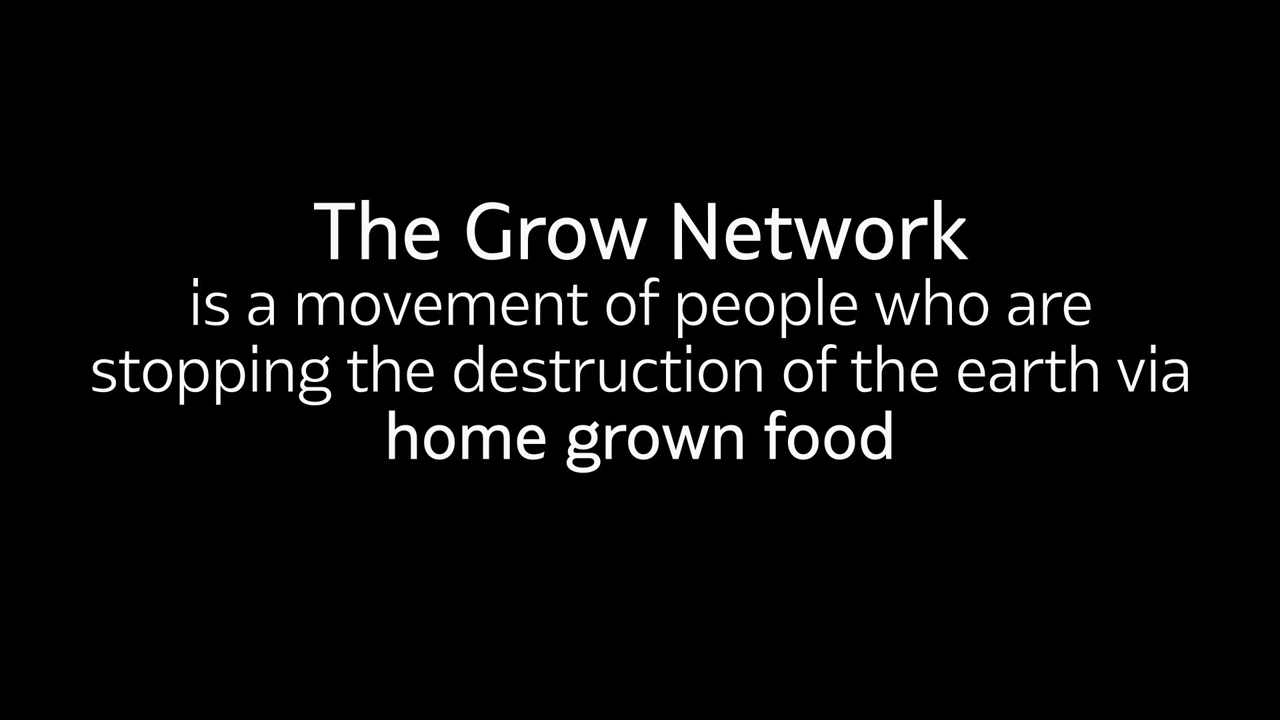 The Grow Network
is a movement of people who are
stopping the destruction of the earth via
home grown food